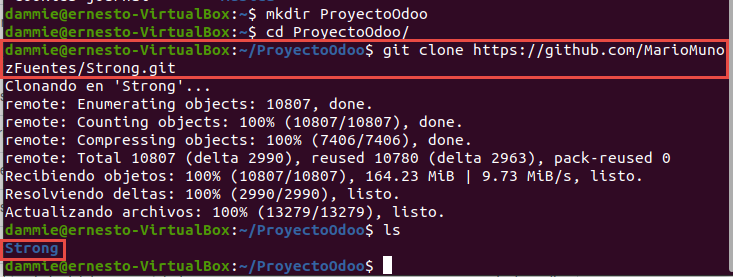 dammie@ernesto-VirtualBox:~$ mkdir ProyectoOdoo
dammie@ernesto-VirtualBox:~$ cd ProyectoOdoo/
dammie@ernesto-VirtualBox:~/ProyectoOdoo$ git clone https://github.com/MarioMuno
zFuentes/Strong.git
Clonando en 'Strong'...
remote: Enumerating objects: 10807, done.
remote: Counting objects: 100% (10807/10807), done.
remote: Compressing objects: 100% (7406/7406), done.
remote: Total 10807 (delta 2990), reused 10780 (delta 2963), pack-reused 0
Recibiendo objetos: 100% (10807/10807), 164.23 MiB | 9.73 MiB/s, listo.
Resolviendo deltas: 100% (2990/2990), listo.
Actualizando archivos: 100% (13279/13279), listo.
dammie@ernesto-VirtualBox:~/ProyectoOdoo$ ls
Strong
dammie@ernesto-VirtualBox:~/ProyectoOdoo$